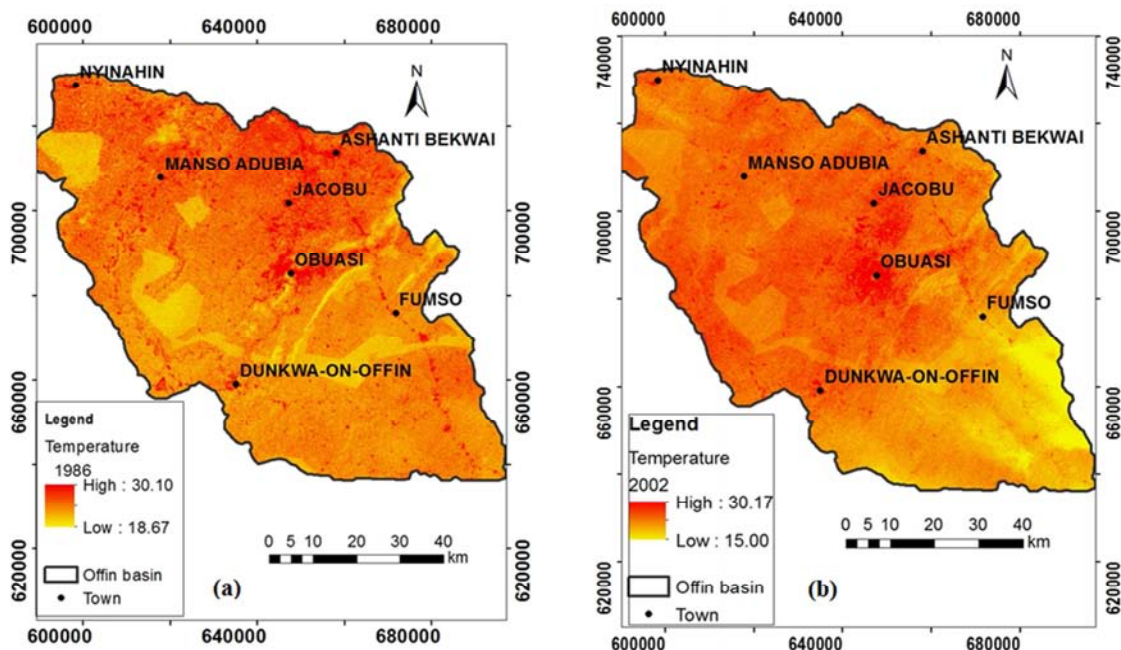 600000 640000 680000
NYINAHIN
N
ASHANTI BEKWAI
MANSO ADUBIA
JACOBU
700000
700000
OBUASI
FUMSO
DUNKWA-ON-OFFIN
660000
660000
Legend
Temperature
1986
High : 30.10
Low : 18.67
0 5 10 20 30 40
km
Offin basin
Town
(a)
620000
620000
600000 640000 680000
600000 640000 680000
740000
740000
NYINAHIN
N
ASHANTI BEKWAI
MANSO ADUBIA
JACOBU
700000
700000
OBUASI
FUMSO
DUNKWA-ON-OFFIN
660000
660000
Legend
Temperature
2002
High : 30.17
Low : 15.00
0 5 10 20 30 40
km
Offin basin
Town
(b)
620000
620000
600000 640000 680000